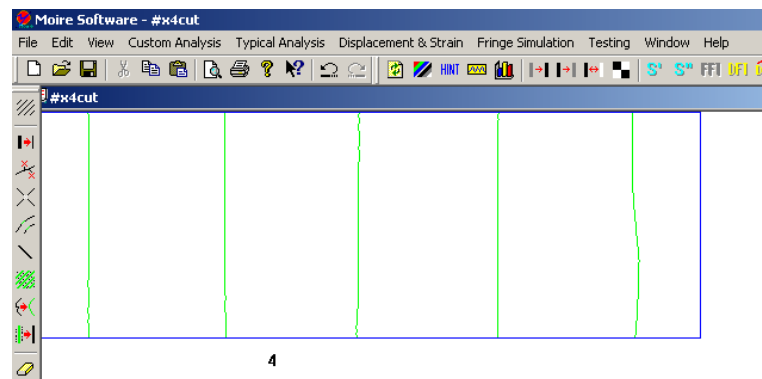 Moire Software - #x4cut
File Edit View Custom Analysis Typical Analysis Displacement & Strain Fringe Simulation Testing Window Help
HINT S' S'' FFI DFI
#x4cut
4